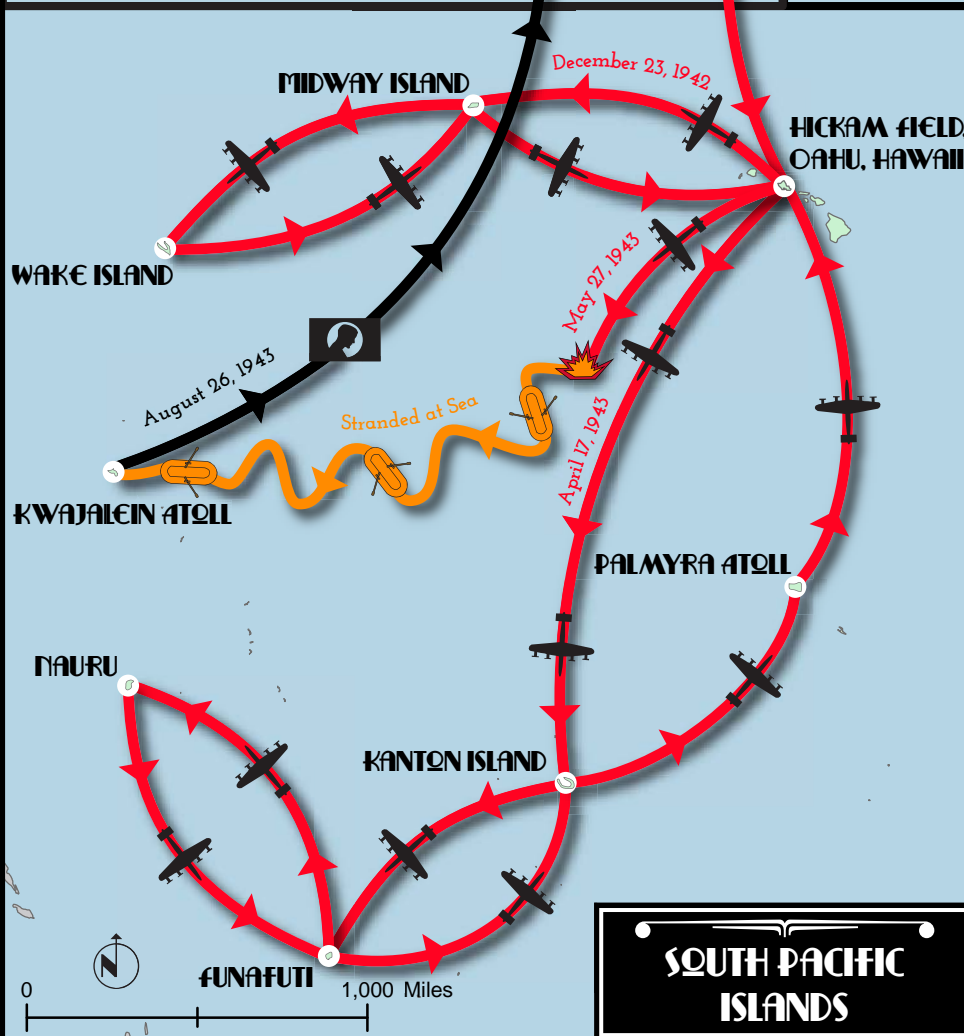 December 23, 1942
MIDWAY ISLAND
HICKAM FIELD,
OAHU, HAWAII
WAKE ISLAND
May 27, 1943
August 26, 1943
Stranded at Sea
April 17, 1943
KWAJALEIN ATOLL
PALMYRA ATOLL
NAURU
KANTON ISLAND
FUNAFUTI
N
0
1,000 Miles
SOUTH PACIFIC
ISLANDS